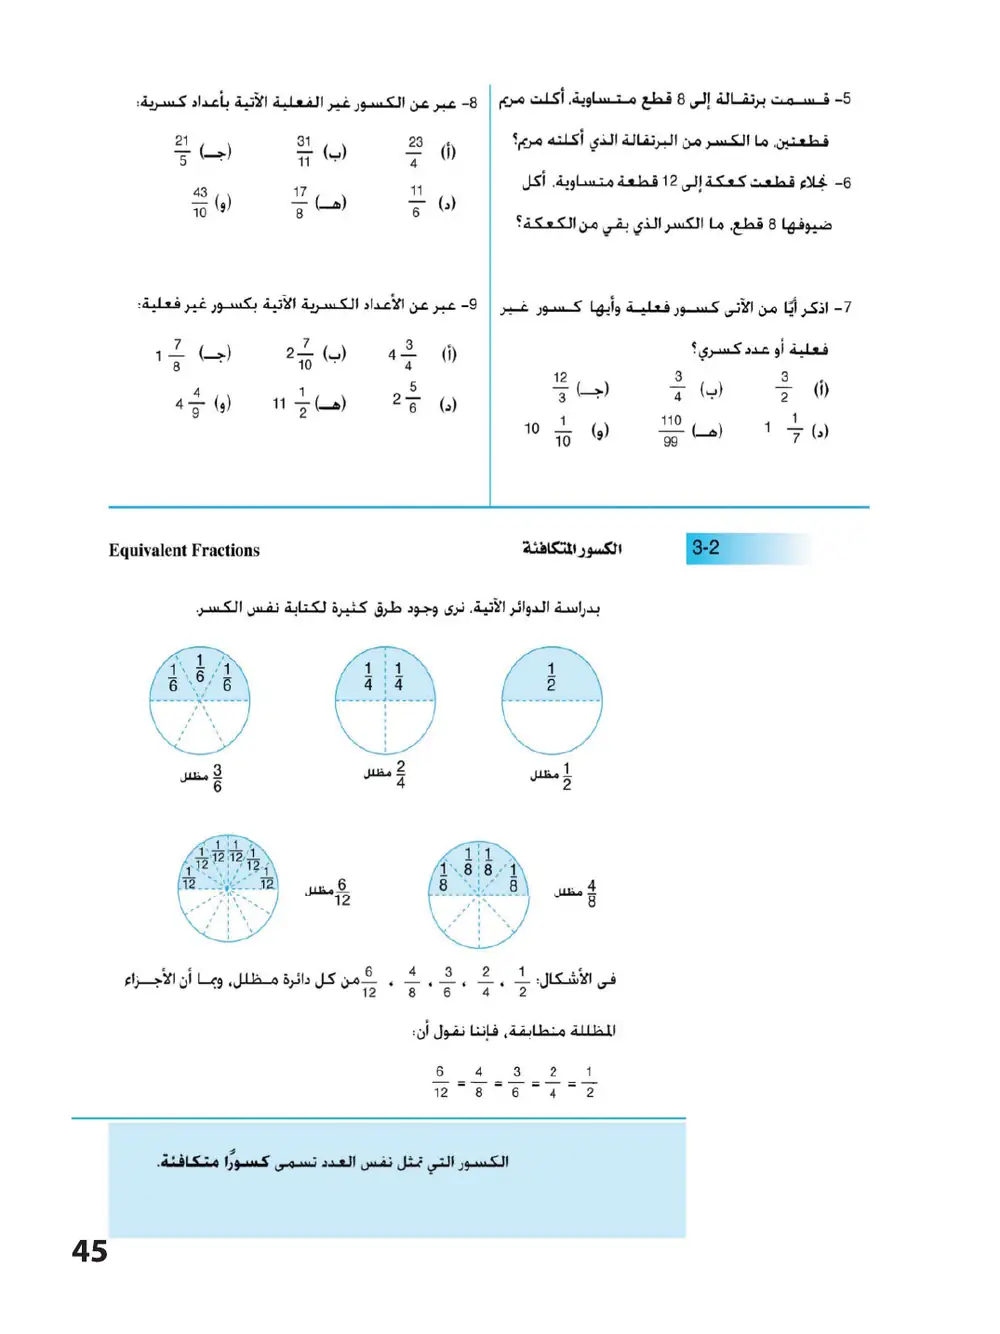 5- قسمت برتقالة إلى 8 قطع متساوية. أكلت مريم
قطعتين. ما الكسر من البرتقالة الذي أكلته مريم؟
6- نجلاء قطعت كعكة إلى 12 قطعة متساوية. أكل
ضيوفها 8 قطع. ما الكسر الذي بقي من الكعكة؟
7- اذكر أيًا من الآتى كسور فعلية وأيها كسور غير
فعلية أو عدد كسري؟
(أ) 3/2 (ب) 3/4 (جـ) 12/3
(د) 1 1/7 (هـ) 110/99 (و) 10 1/10
8- عبر عن الكسور غير الفعلية الآتية بأعداد كسرية:
(أ) 23/4 (ب) 31/11 (جـ) 21/5
(د) 11/6 (هـ) 17/8 (و) 43/10
9- عبر عن الأعداد الكسرية الآتية بكسور غير فعلية:
(أ) 4 3/4 (ب) 2 7/10 (جـ) 1 7/8
(د) 2 5/6 (هـ) 11 1/2 (و) 4 4/9
3-2 الكسور المتكافئة Equivalent Fractions
بدراسة الدوائر الآتية. نرى وجود طرق كثيرة لكتابة نفس الكسر.
1/2
1/4 1/4
1/6 1/6 1/6
1/2 مظلل
2/4 مظلل
3/6 مظلل
1/8 1/8 1/8 1/8
4/8 مظلل
1/12 1/12 1/12 1/12 1/12 1/12
6/12 مظلل
فى الأشكال: 1/2 ، 2/4 ، 3/6 ، 4/8 ، 6/12 من كل دائرة مظلل، وبما أن الأجزاء
المظللة متطابقة، فإننا نقول أن:
1/2 = 2/4 = 3/6 = 4/8 = 6/12
الكسور التي تمثل نفس العدد تسمى كسورًا متكافئة.
45